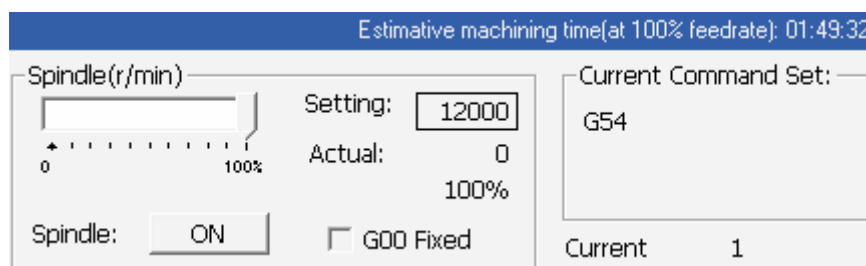 Estimative machining time(at 100% feedrate): 01:49:32
Spindle(r/min)
Setting: 12000
Actual: 0
100%
0 100%
Spindle: ON
G00 Fixed
Current Command Set:
G54
Current 1